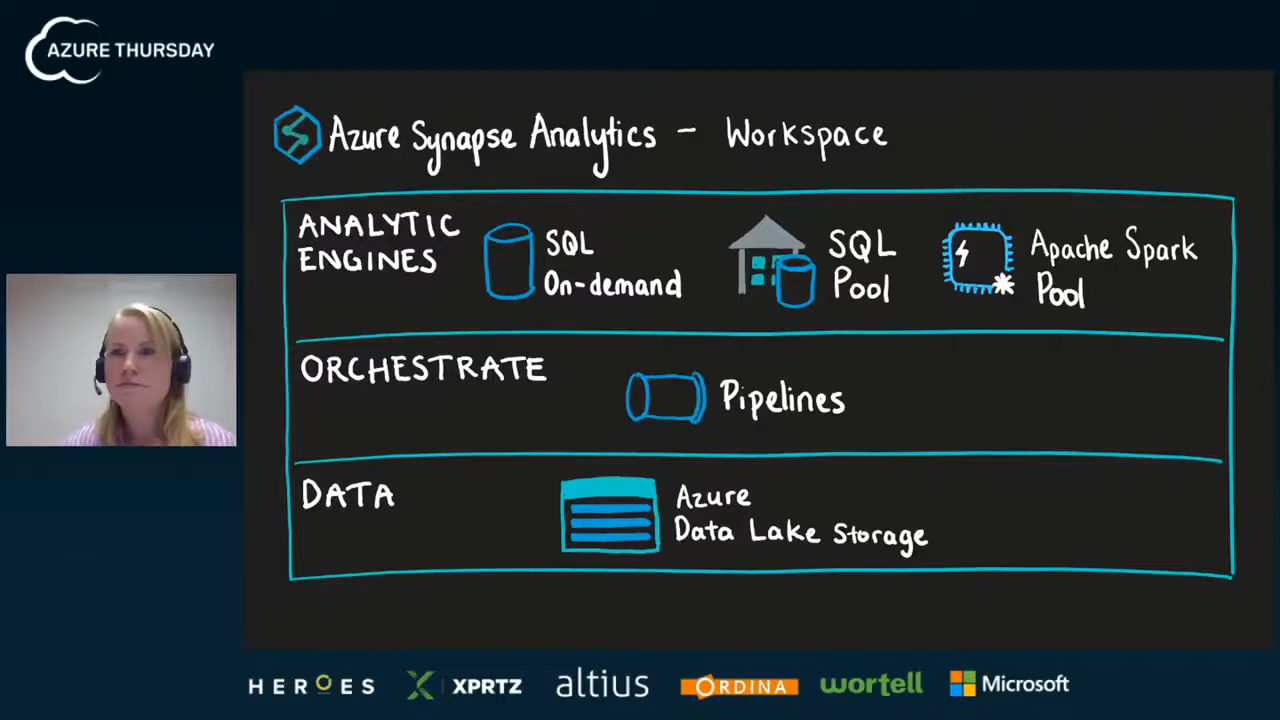 AZURE THURSDAY
Azure Synapse Analytics - Workspace
ANALYTIC
ENGINES
SQL
On-demand
SQL
Pool
Apache Spark
Pool
ORCHESTRATE
Pipelines
DATA
Azure
Data Lake Storage
HEROES
XPRTZ
altius
ORDINA
wortell
Microsoft